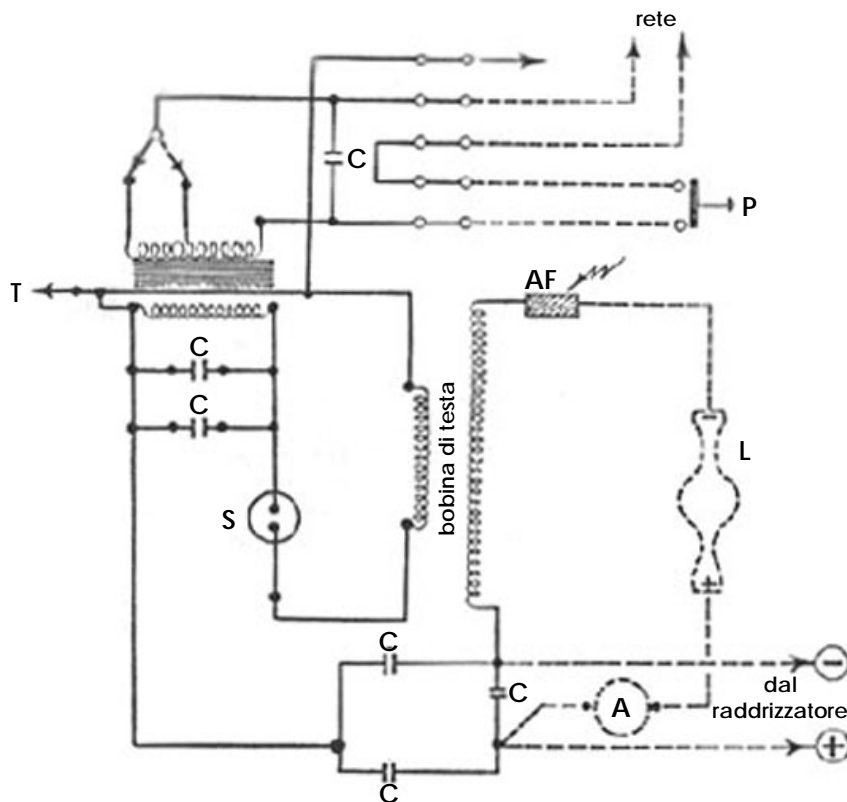 rete
C
P
T
AF
C
C
L
bobina di testa
S
C
−
C
dal
raddrizzatore
A
+
C